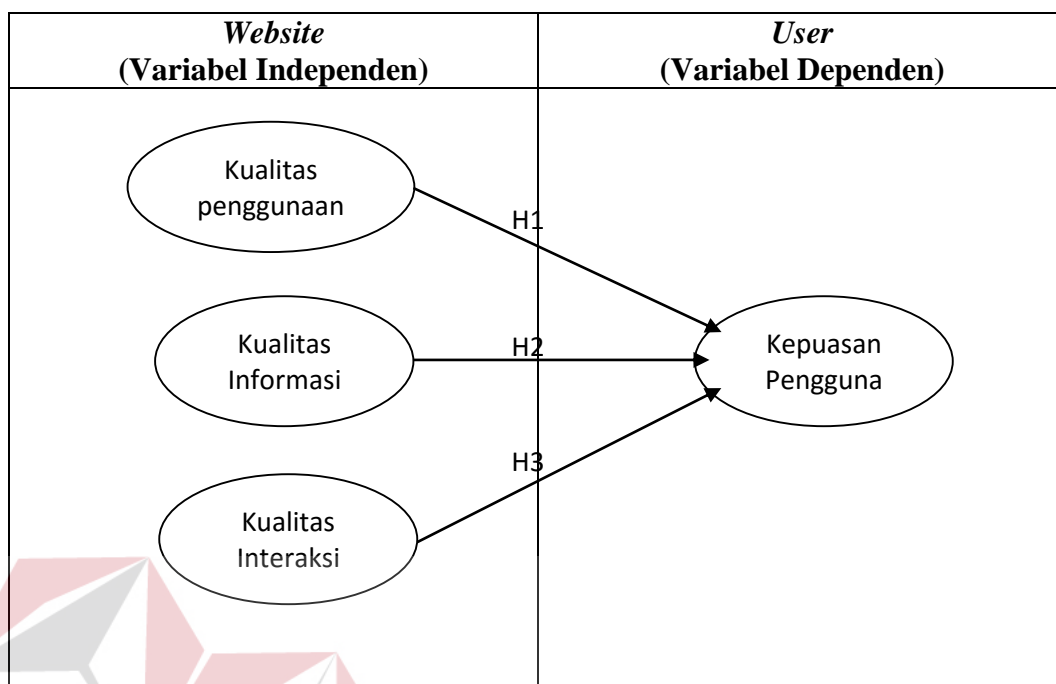 Website
(Variabel Independen)
User
(Variabel Dependen)
Kualitas
penggunaan
H1
Kualitas
Informasi
H2
Kepuasan
Pengguna
H3
Kualitas
Interaksi